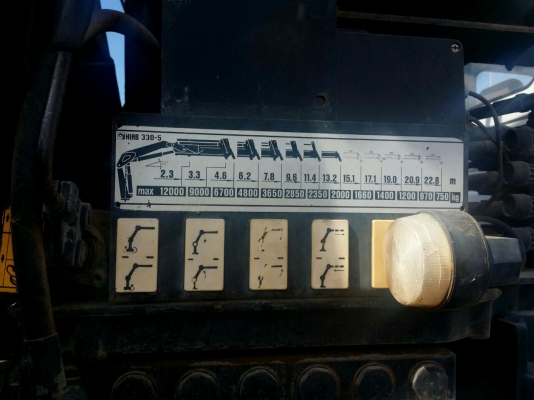 HIAB 330-5
2.3 3.3 4.6 6.2 7.8 9.6 11.4 13.2 15.1 17.1 19.0 20.9 22.8 m
max 12000 9000 6700 4800 3650 2850 2350 2000 1660 1400 1200 970 750 kg